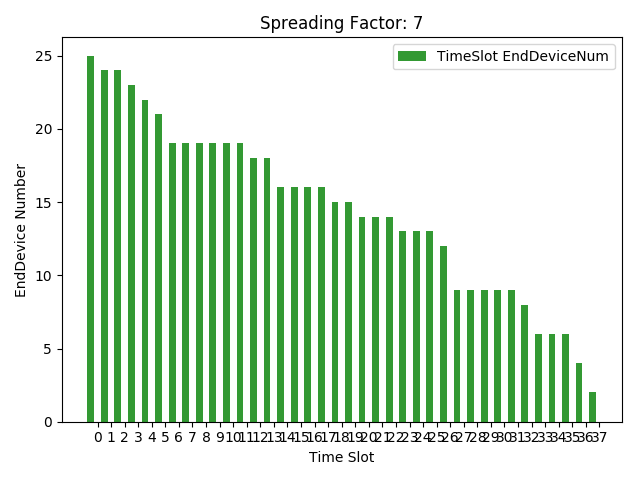 Spreading Factor: 7
TimeSlot EndDeviceNum
EndDevice Number
25
20
15
10
5
0
0 1 2 3 4 5 6 7 8 9 10 11 12 13 14 15 16 17 18 19 20 21 22 23 24 25 26 27 28 29 30 31 32 33 34 35 36 37
Time Slot